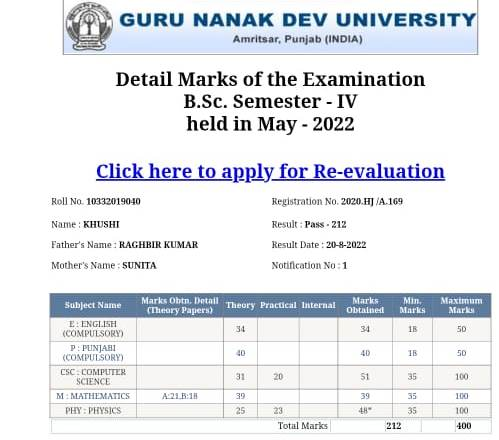 GURU NANAK DEV UNIVERSITY
Amritsar, Punjab (INDIA)
Detail Marks of the Examination
B.Sc. Semester - IV
held in May - 2022
Click here to apply for Re-evaluation
Roll No. 10332019040 Registration No. 2020.HJ /A.169
Name : KHUSHI Result : Pass - 212
Father's Name : RAGHBIR KUMAR Result Date : 20-8-2022
Mother's Name : SUNITA Notification No : 1
Subject Name Marks Obtn. Detail (Theory Papers) Theory Practical Internal Marks Obtained Min. Marks Maximum Marks
E : ENGLISH (COMPULSORY) 34 34 18 50
P : PUNJABI (COMPULSORY) 40 40 18 50
CSC : COMPUTER SCIENCE 31 20 51 35 100
M : MATHEMATICS A:21,B:18 39 39 35 100
PHY : PHYSICS 25 23 48* 35 100
Total Marks 212 400